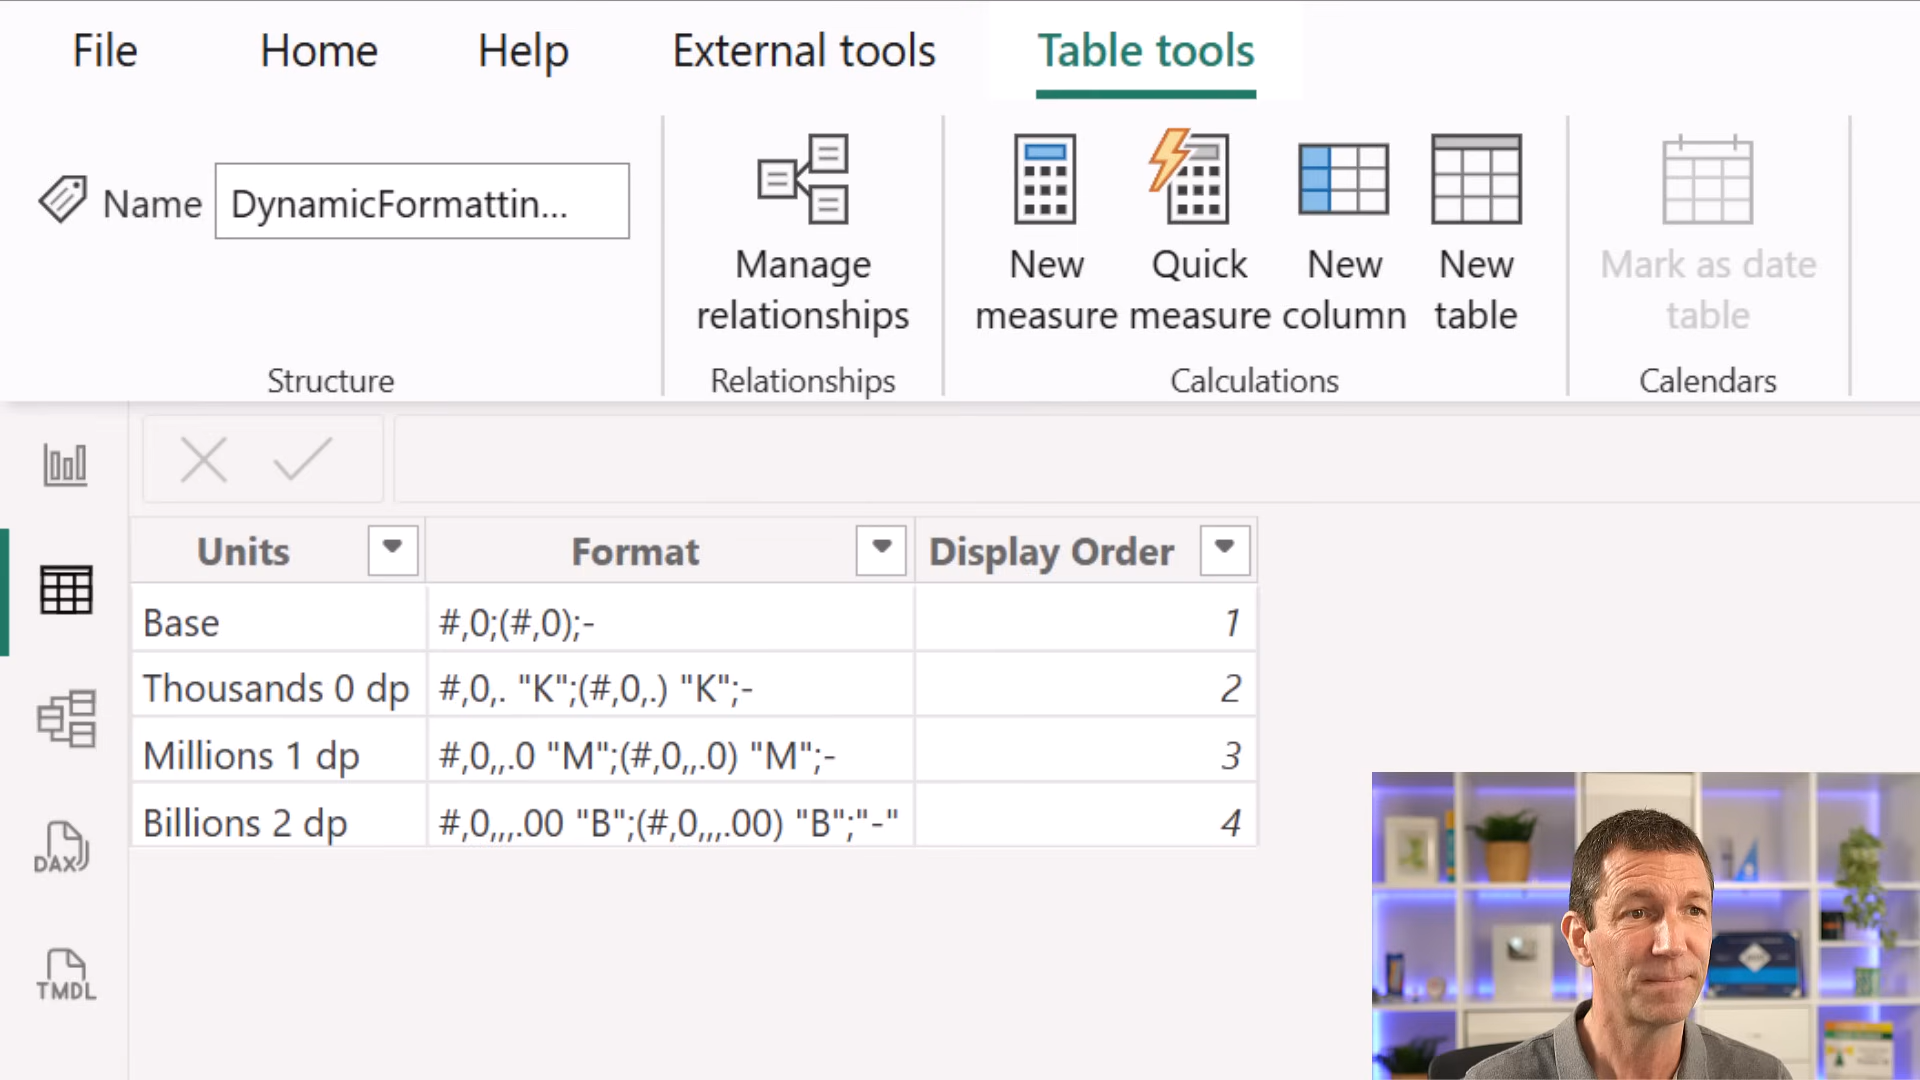 File Home Help External tools Table tools
Name DynamicFormattin...
Manage relationships
New measure
Quick measure
New column
New table
Mark as date table
Structure Relationships Calculations Calendars
Units Format Display Order
Base #,0;(#,0);- 1
Thousands 0 dp #,0,. "K";(#,0,.) "K";- 2
Millions 1 dp #,0,,.0 "M";(#,0,,.0) "M";- 3
Billions 2 dp #,0,,,.00 "B";(#,0,,,.00) "B";"-" 4
DAX
TMDL